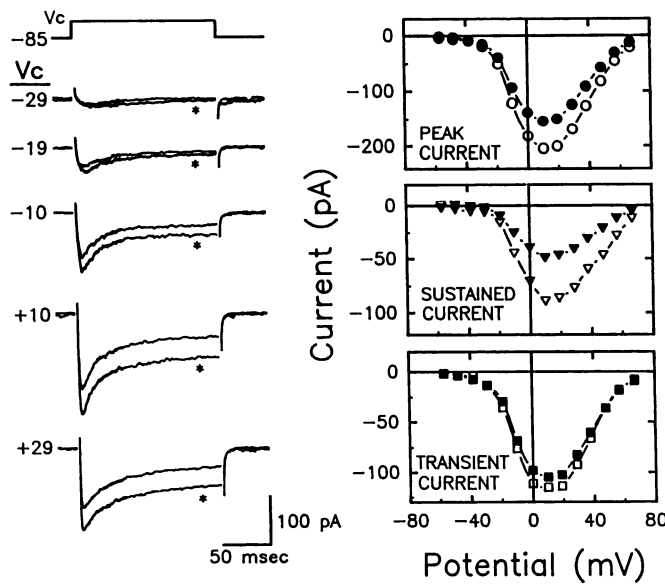 Vc
−85
Vc
−29
*
−19
*
−10
*
+10
*
+29
*
100 pA
50 msec
Current (pA)
0
−100
−200
PEAK
CURRENT
0
−50
−100
SUSTAINED
CURRENT
0
−50
−100
TRANSIENT
CURRENT
−80 −40 0 40 80
Potential (mV)